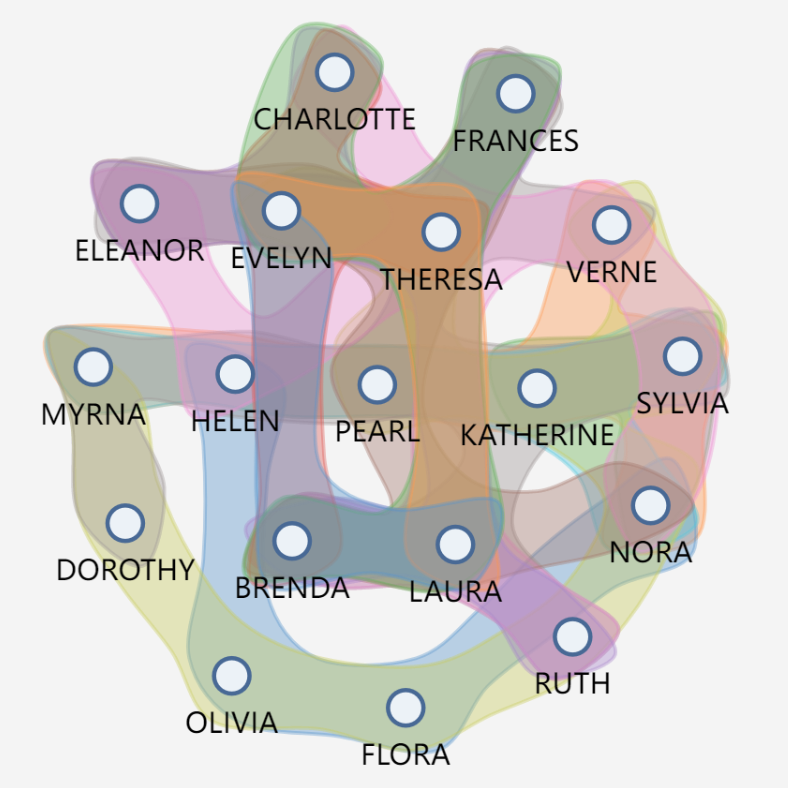 CHARLOTTE
FRANCES
ELEANOR
EVELYN
THERESA
VERNE
MYRNA
HELEN
PEARL
KATHERINE
SYLVIA
DOROTHY
BRENDA
LAURA
NORA
OLIVIA
FLORA
RUTH